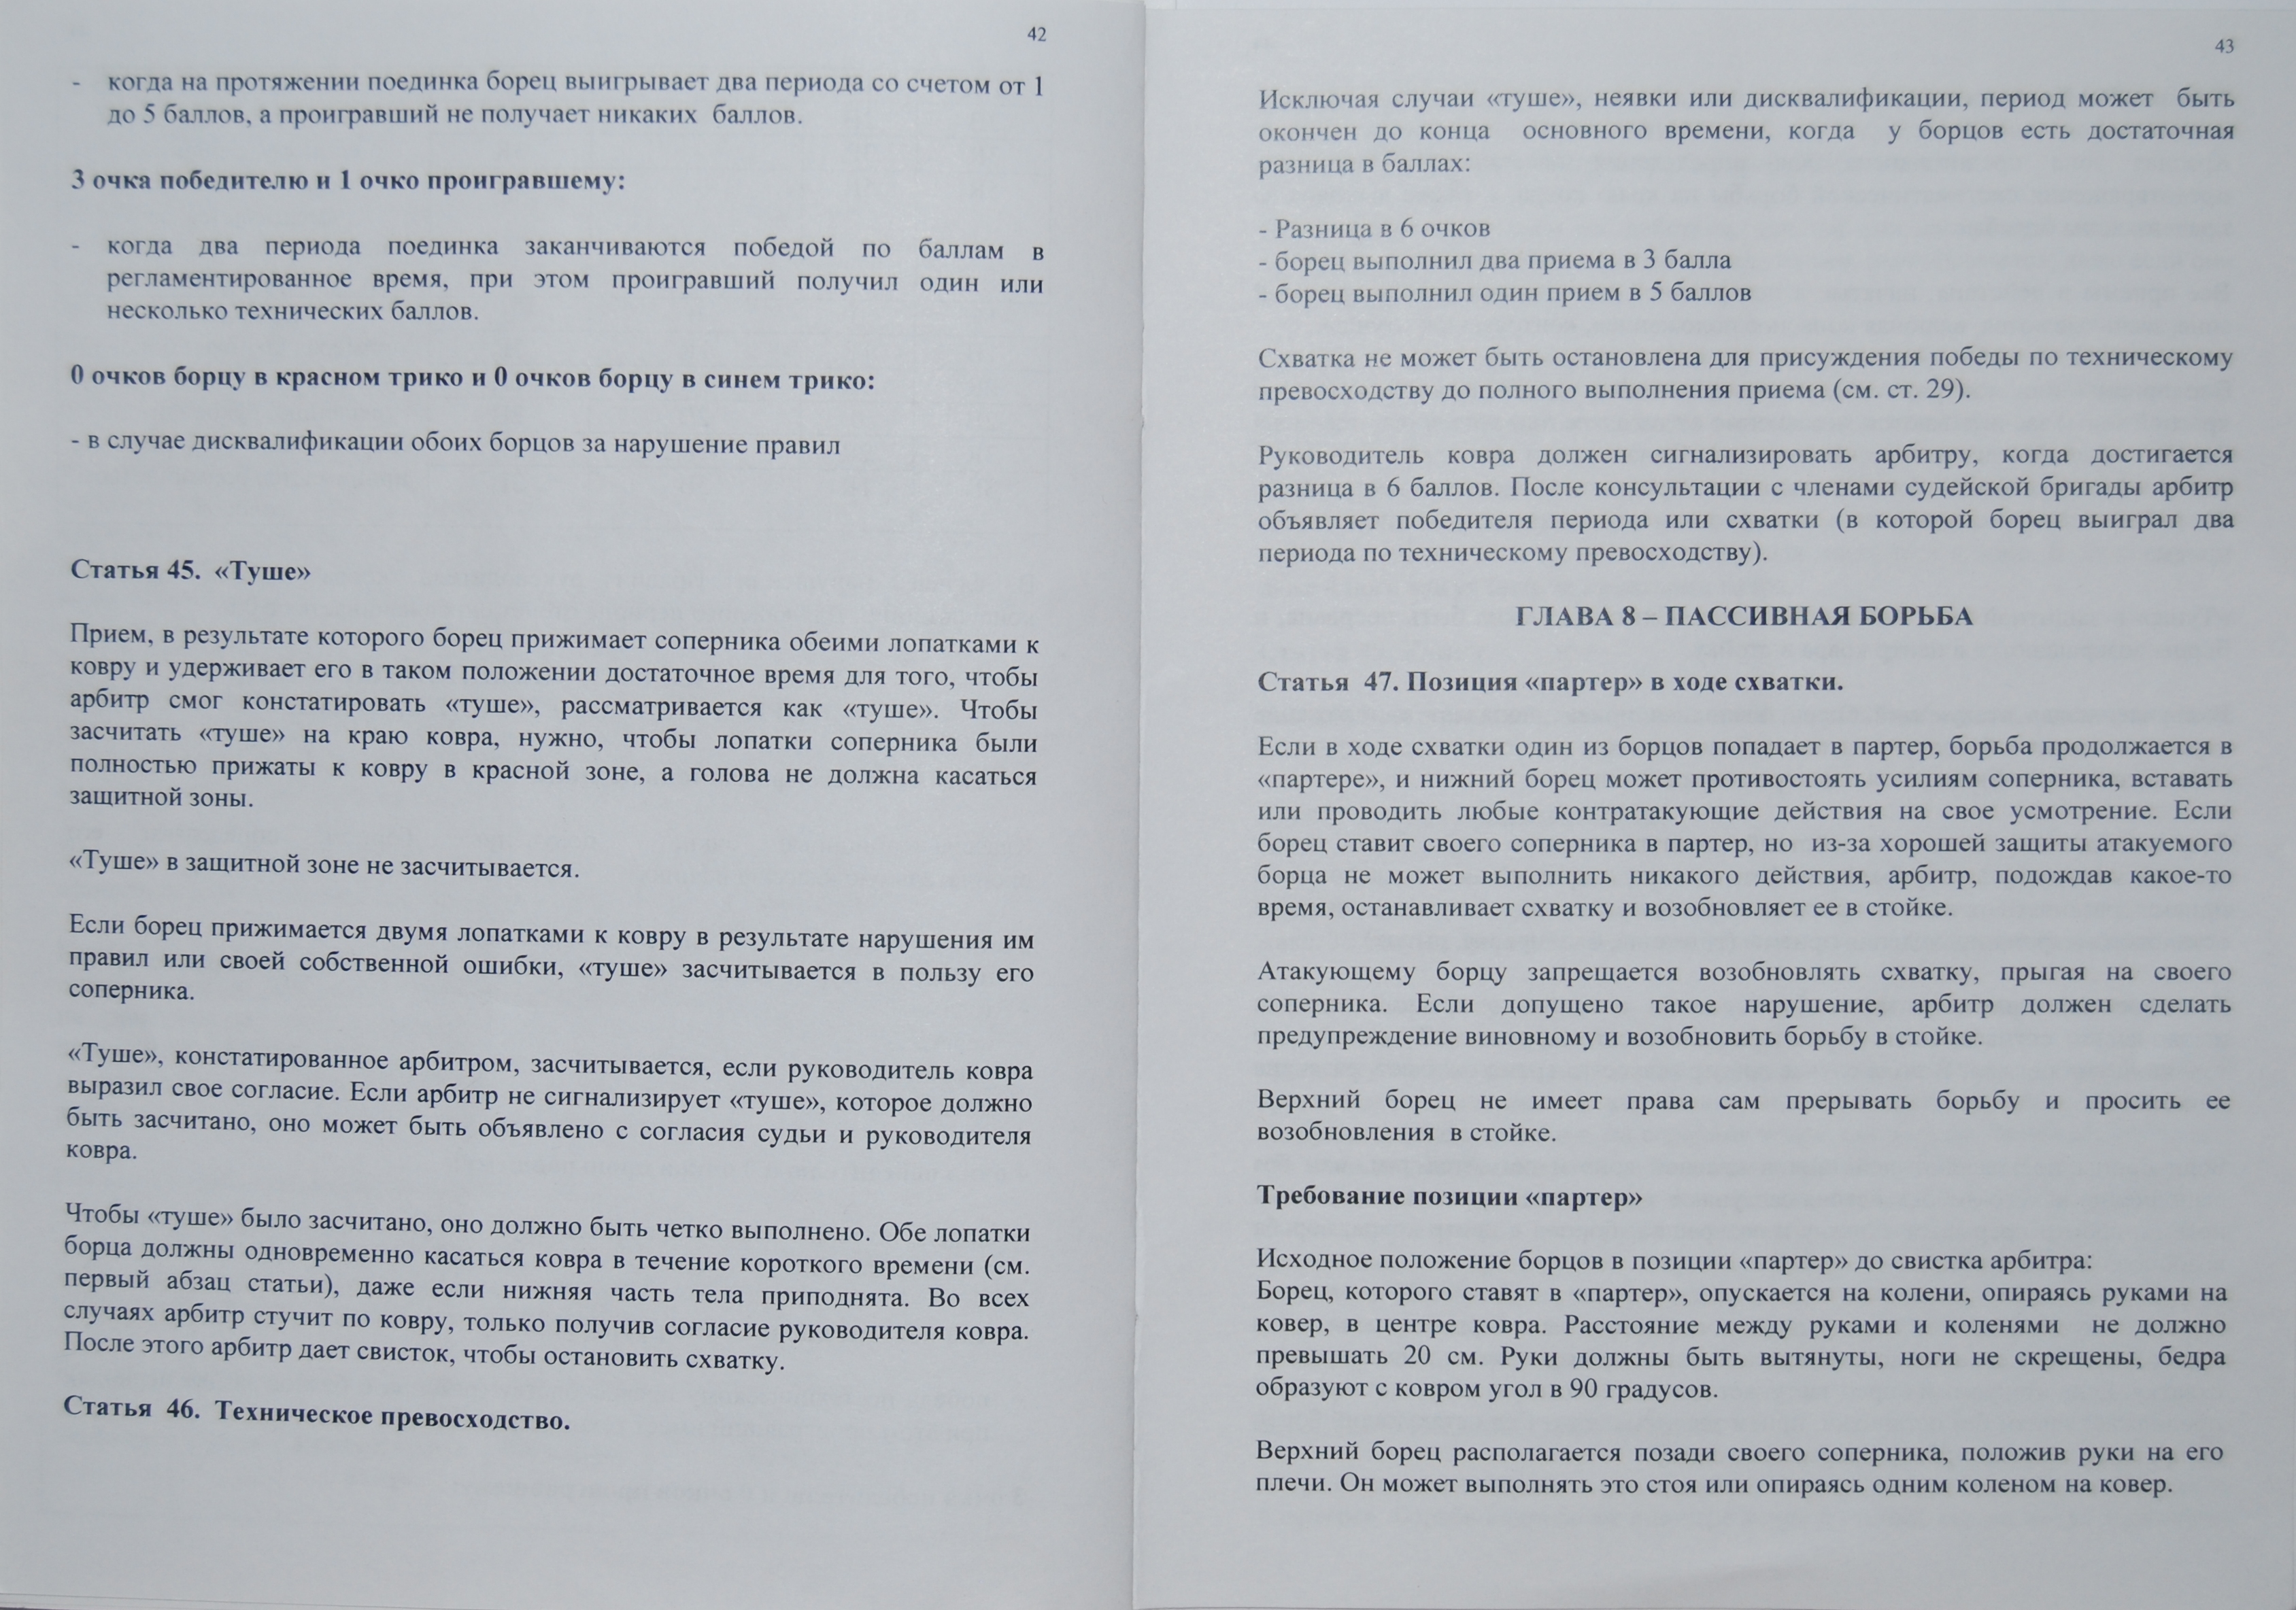 42
- когда на протяжении поединка борец выигрывает два периода со счетом от 1
до 5 баллов, а проигравший не получает никаких баллов.
3 очка победителю и 1 очко проигравшему:
- когда два периода поединка заканчиваются победой по баллам в
регламентированное время, при этом проигравший получил один или
несколько технических баллов.
0 очков борцу в красном трико и 0 очков борцу в синем трико:
- в случае дисквалификации обоих борцов за нарушение правил
Статья 45. «Туше»
Прием, в результате которого борец прижимает соперника обеими лопатками к
ковру и удерживает его в таком положении достаточное время для того, чтобы
арбитр смог констатировать «туше», рассматривается как «туше». Чтобы
засчитать «туше» на краю ковра, нужно, чтобы лопатки соперника были
полностью прижаты к ковру в красной зоне, а голова не должна касаться
защитной зоны.
«Туше» в защитной зоне не засчитывается.
Если борец прижимается двумя лопатками к ковру в результате нарушения им
правил или своей собственной ошибки, «туше» засчитывается в пользу его
соперника.
«Туше», констатированное арбитром, засчитывается, если руководитель ковра
выразил свое согласие. Если арбитр не сигнализирует «туше», которое должно
быть засчитано, оно может быть объявлено с согласия судьи и руководителя
ковра.
Чтобы «туше» было засчитано, оно должно быть четко выполнено. Обе лопатки
борца должны одновременно касаться ковра в течение короткого времени (см.
первый абзац статьи), даже если нижняя часть тела приподнята. Во всех
случаях арбитр стучит по ковру, только получив согласие руководителя ковра.
После этого арбитр дает свисток, чтобы остановить схватку.
Статья 46. Техническое превосходство.
43
Исключая случаи «туше», неявки или дисквалификации, период может быть
окончен до конца основного времени, когда у борцов есть достаточная
разница в баллах:
- Разница в 6 очков
- борец выполнил два приема в 3 балла
- борец выполнил один прием в 5 баллов
Схватка не может быть остановлена для присуждения победы по техническому
превосходству до полного выполнения приема (см. ст. 29).
Руководитель ковра должен сигнализировать арбитру, когда достигается
разница в 6 баллов. После консультации с членами судейской бригады арбитр
объявляет победителя периода или схватки (в которой борец выиграл два
периода по техническому превосходству).
ГЛАВА 8 – ПАССИВНАЯ БОРЬБА
Статья 47. Позиция «партер» в ходе схватки.
Если в ходе схватки один из борцов попадает в партер, борьба продолжается в
«партере», и нижний борец может противостоять усилиям соперника, вставать
или проводить любые контратакующие действия на свое усмотрение. Если
борец ставит своего соперника в партер, но из-за хорошей защиты атакуемого
борца не может выполнить никакого действия, арбитр, подождав какое-то
время, останавливает схватку и возобновляет ее в стойке.
Атакующему борцу запрещается возобновлять схватку, прыгая на своего
соперника. Если допущено такое нарушение, арбитр должен сделать
предупреждение виновному и возобновить борьбу в стойке.
Верхний борец не имеет права сам прерывать борьбу и просить ее
возобновления в стойке.
Требование позиции «партер»
Исходное положение борцов в позиции «партер» до свистка арбитра:
Борец, которого ставят в «партер», опускается на колени, опираясь руками на
ковер, в центре ковра. Расстояние между руками и коленями не должно
превышать 20 см. Руки должны быть вытянуты, ноги не скрещены, бедра
образуют с ковром угол в 90 градусов.
Верхний борец располагается позади своего соперника, положив руки на его
плечи. Он может выполнять это стоя или опираясь одним коленом на ковер.